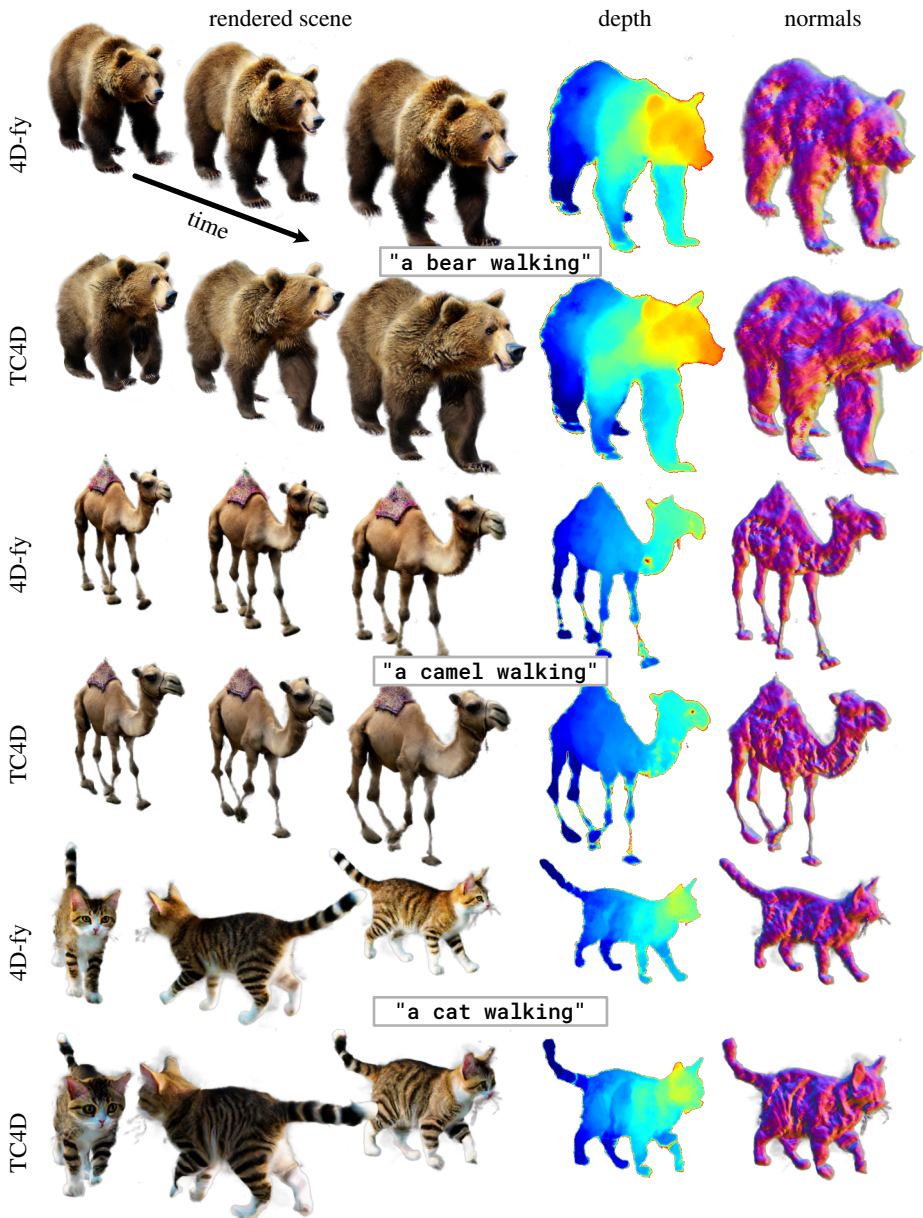 rendered scene depth normals
4D-fy
time
"a bear walking"
TC4D
4D-fy
"a camel walking"
TC4D
4D-fy
"a cat walking"
TC4D